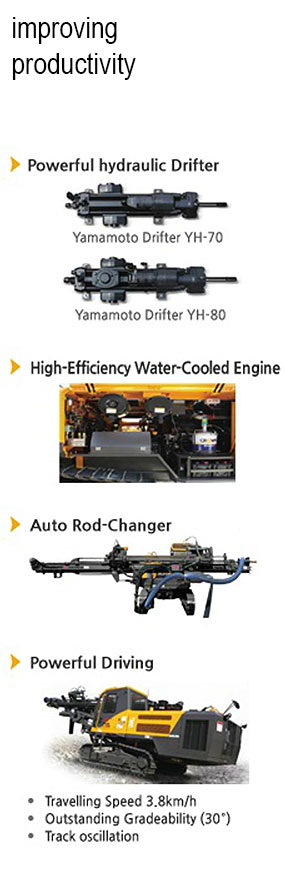 improving
productivity
Powerful hydraulic Drifter
Yamamoto Drifter YH-70
Yamamoto Drifter YH-80
High-Efficiency Water-Cooled Engine
Auto Rod-Changer
Powerful Driving
Travelling Speed 3.8km/h
Outstanding Gradeability (30°)
Track oscillation